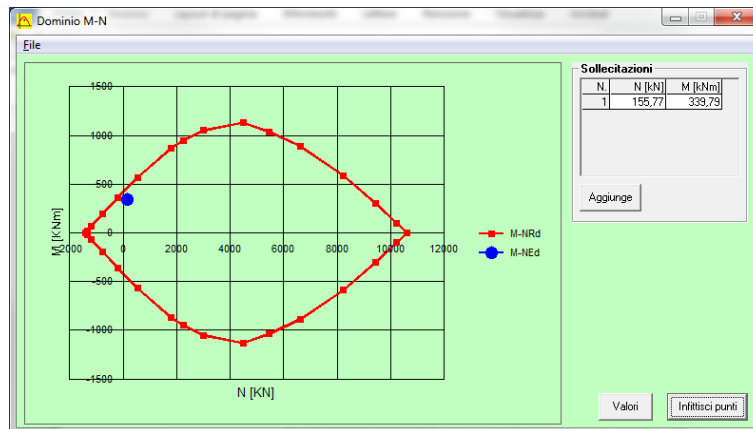 Dominio M-N
File
1500
1000
500
0
-500
-1000
-1500
M [KNm]
-2000 0 2000 4000 6000 8000 10000 12000
N [KN]
M-NRd
M-NEd
Sollecitazioni
N. N [kN] M [kNm]
1 155,77 339,79
Aggiunge
Valori
Infittisci punti